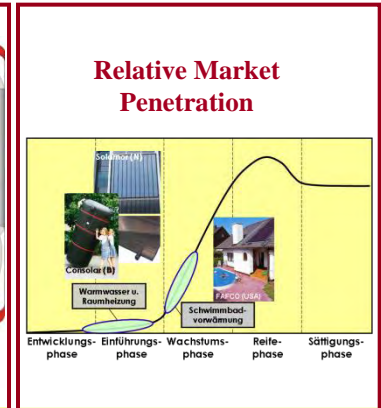 Relative Market
Penetration
Solarnor (N)
Consolar (B)
Warmwasser u.
Raumheizung
FAFCO (USA)
Schwimmbad-
vorwärmung
Entwicklungs-
phase
Einführungs-
phase
Wachstums-
phase
Reife-
phase
Sättigungs-
phase